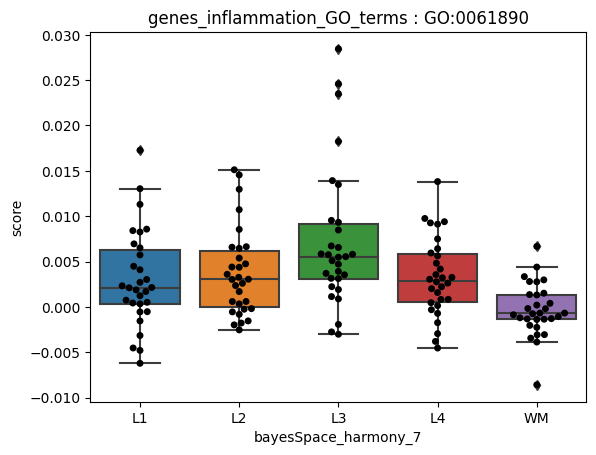 genes_inflammation_GO_terms : GO:0061890
0.030
0.025
0.020
0.015
0.010
0.005
0.000
−0.005
−0.010
score
L1 L2 L3 L4 WM
bayesSpace_harmony_7